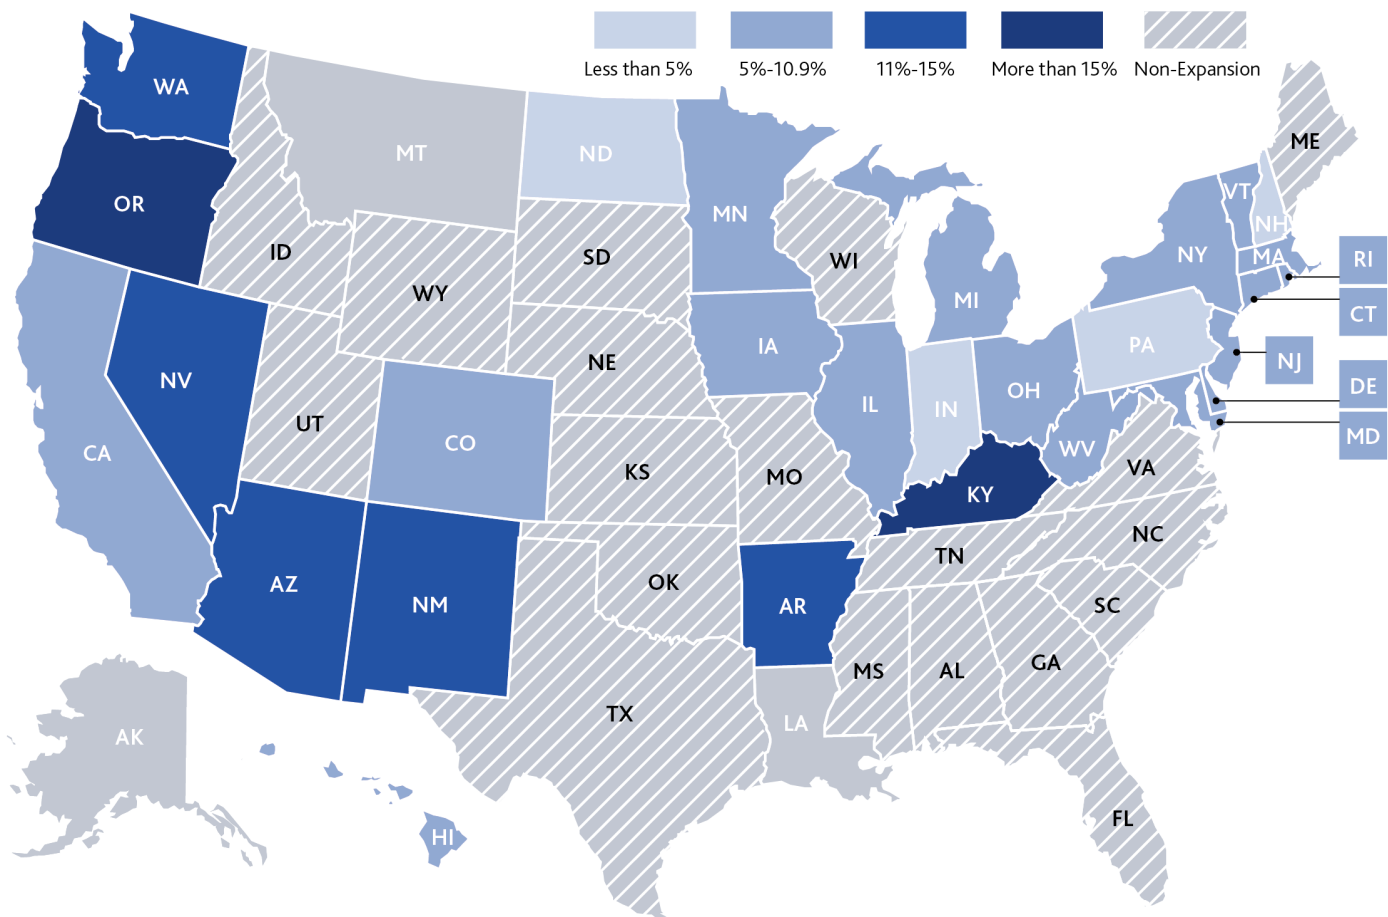 Less than 5%
5%-10.9%
11%-15%
More than 15%
Non-Expansion
WA
MT
ND
ME
OR
MN
VT
NH
ID
SD
WI
NY
MA
RI
WY
MI
CT
IA
PA
NJ
NV
NE
OH
DE
IL
IN
UT
CO
MD
CA
WV
KS
MO
VA
KY
NC
TN
AZ
OK
NM
AR
SC
MS
AL
GA
TX
LA
AK
FL
HI